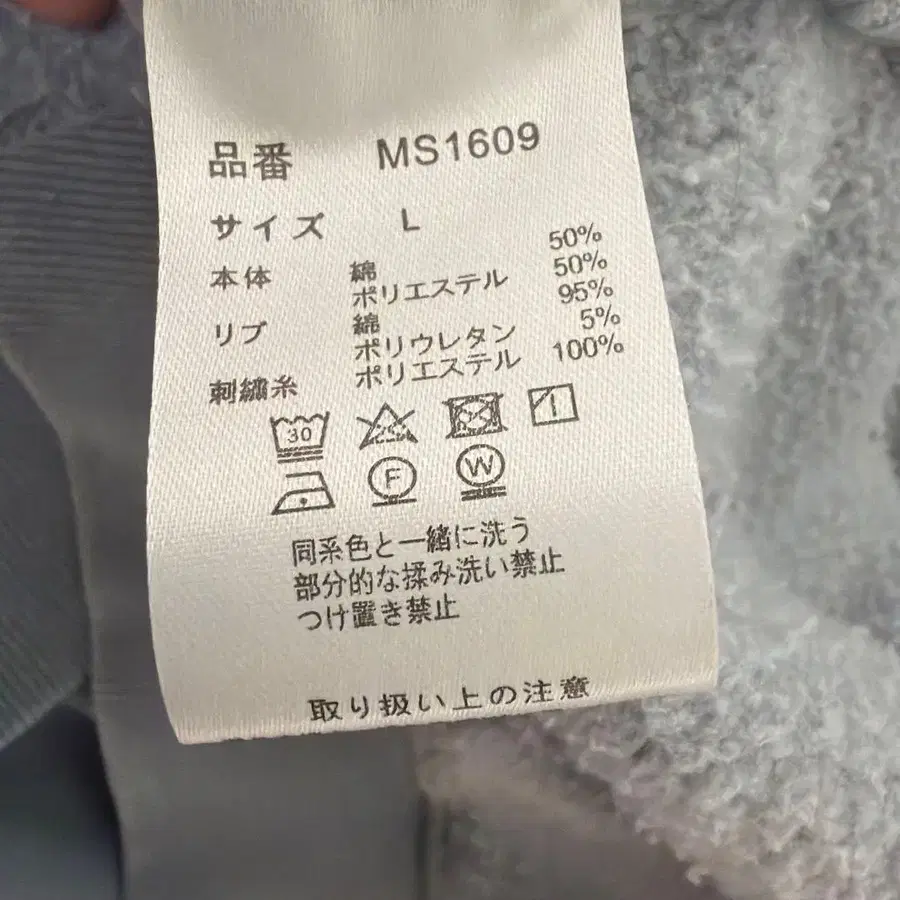 品番 MS1609
サイズ L
本体 綿 50%
ポリエステル 50%
リブ 綿 95%
ポリウレタン 5%
刺繍糸 ポリエステル 100%
30
F W
同系色と一緒に洗う
部分的な揉み洗い禁止
つけ置き禁止
取り扱い上の注意